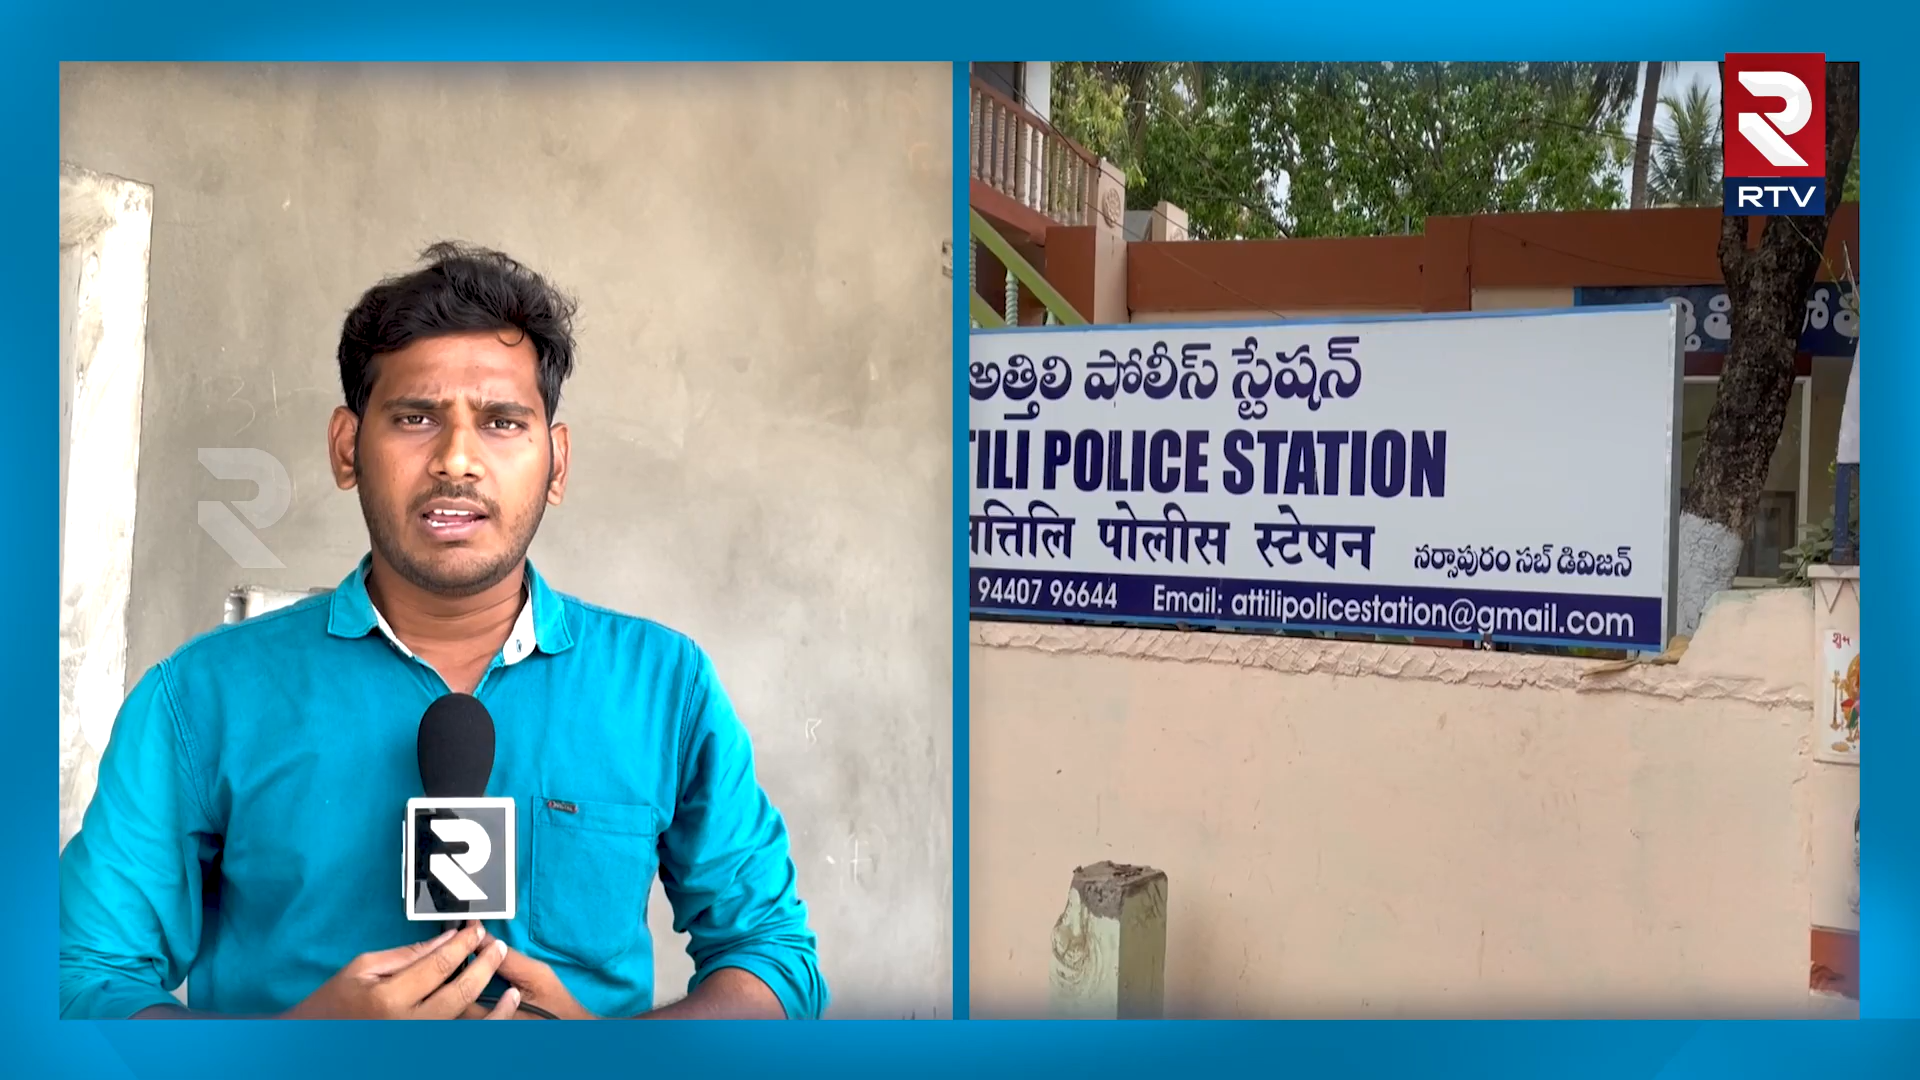 RTV
అత్తిలి పోలీస్ స్టేషన్
TILI POLICE STATION
पोलीस स्टेषन
నర్సాపురం సబ్ డివిజన్
94407 96644 Email: attilipolicestation@gmail.com